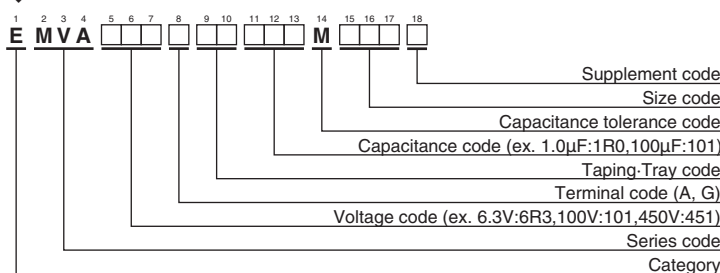 1 2 3 4 5 6 7 8 9 10 11 12 13 14 15 16 17 18
E M V A M
Supplement code
Size code
Capacitance tolerance code
Capacitance code (ex. 1.0μF:1R0,100μF:101)
Taping·Tray code
Terminal code (A, G)
Voltage code (ex. 6.3V:6R3,100V:101,450V:451)
Series code
Category